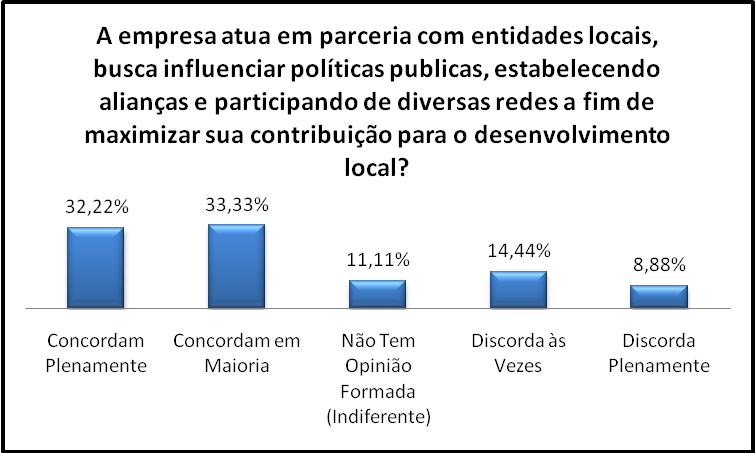 A empresa atua em parceria com entidades locais,
busca influenciar políticas publicas, estabelecendo
alianças e participando de diversas redes a fim de
maximizar sua contribuição para o desenvolvimento
local?
32,22%
33,33%
11,11%
14,44%
8,88%
Concordam
Plenamente
Concordam em
Maioria
Não Tem
Opinião
Formada
(Indiferente)
Discorda às
Vezes
Discorda
Plenamente